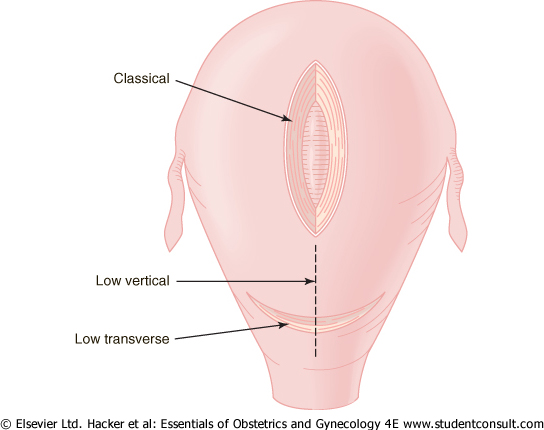 Classical
Low vertical
Low transverse
© Elsevier Ltd. Hacker et al: Essentials of Obstetrics and Gynecology 4E www.studentconsult.com